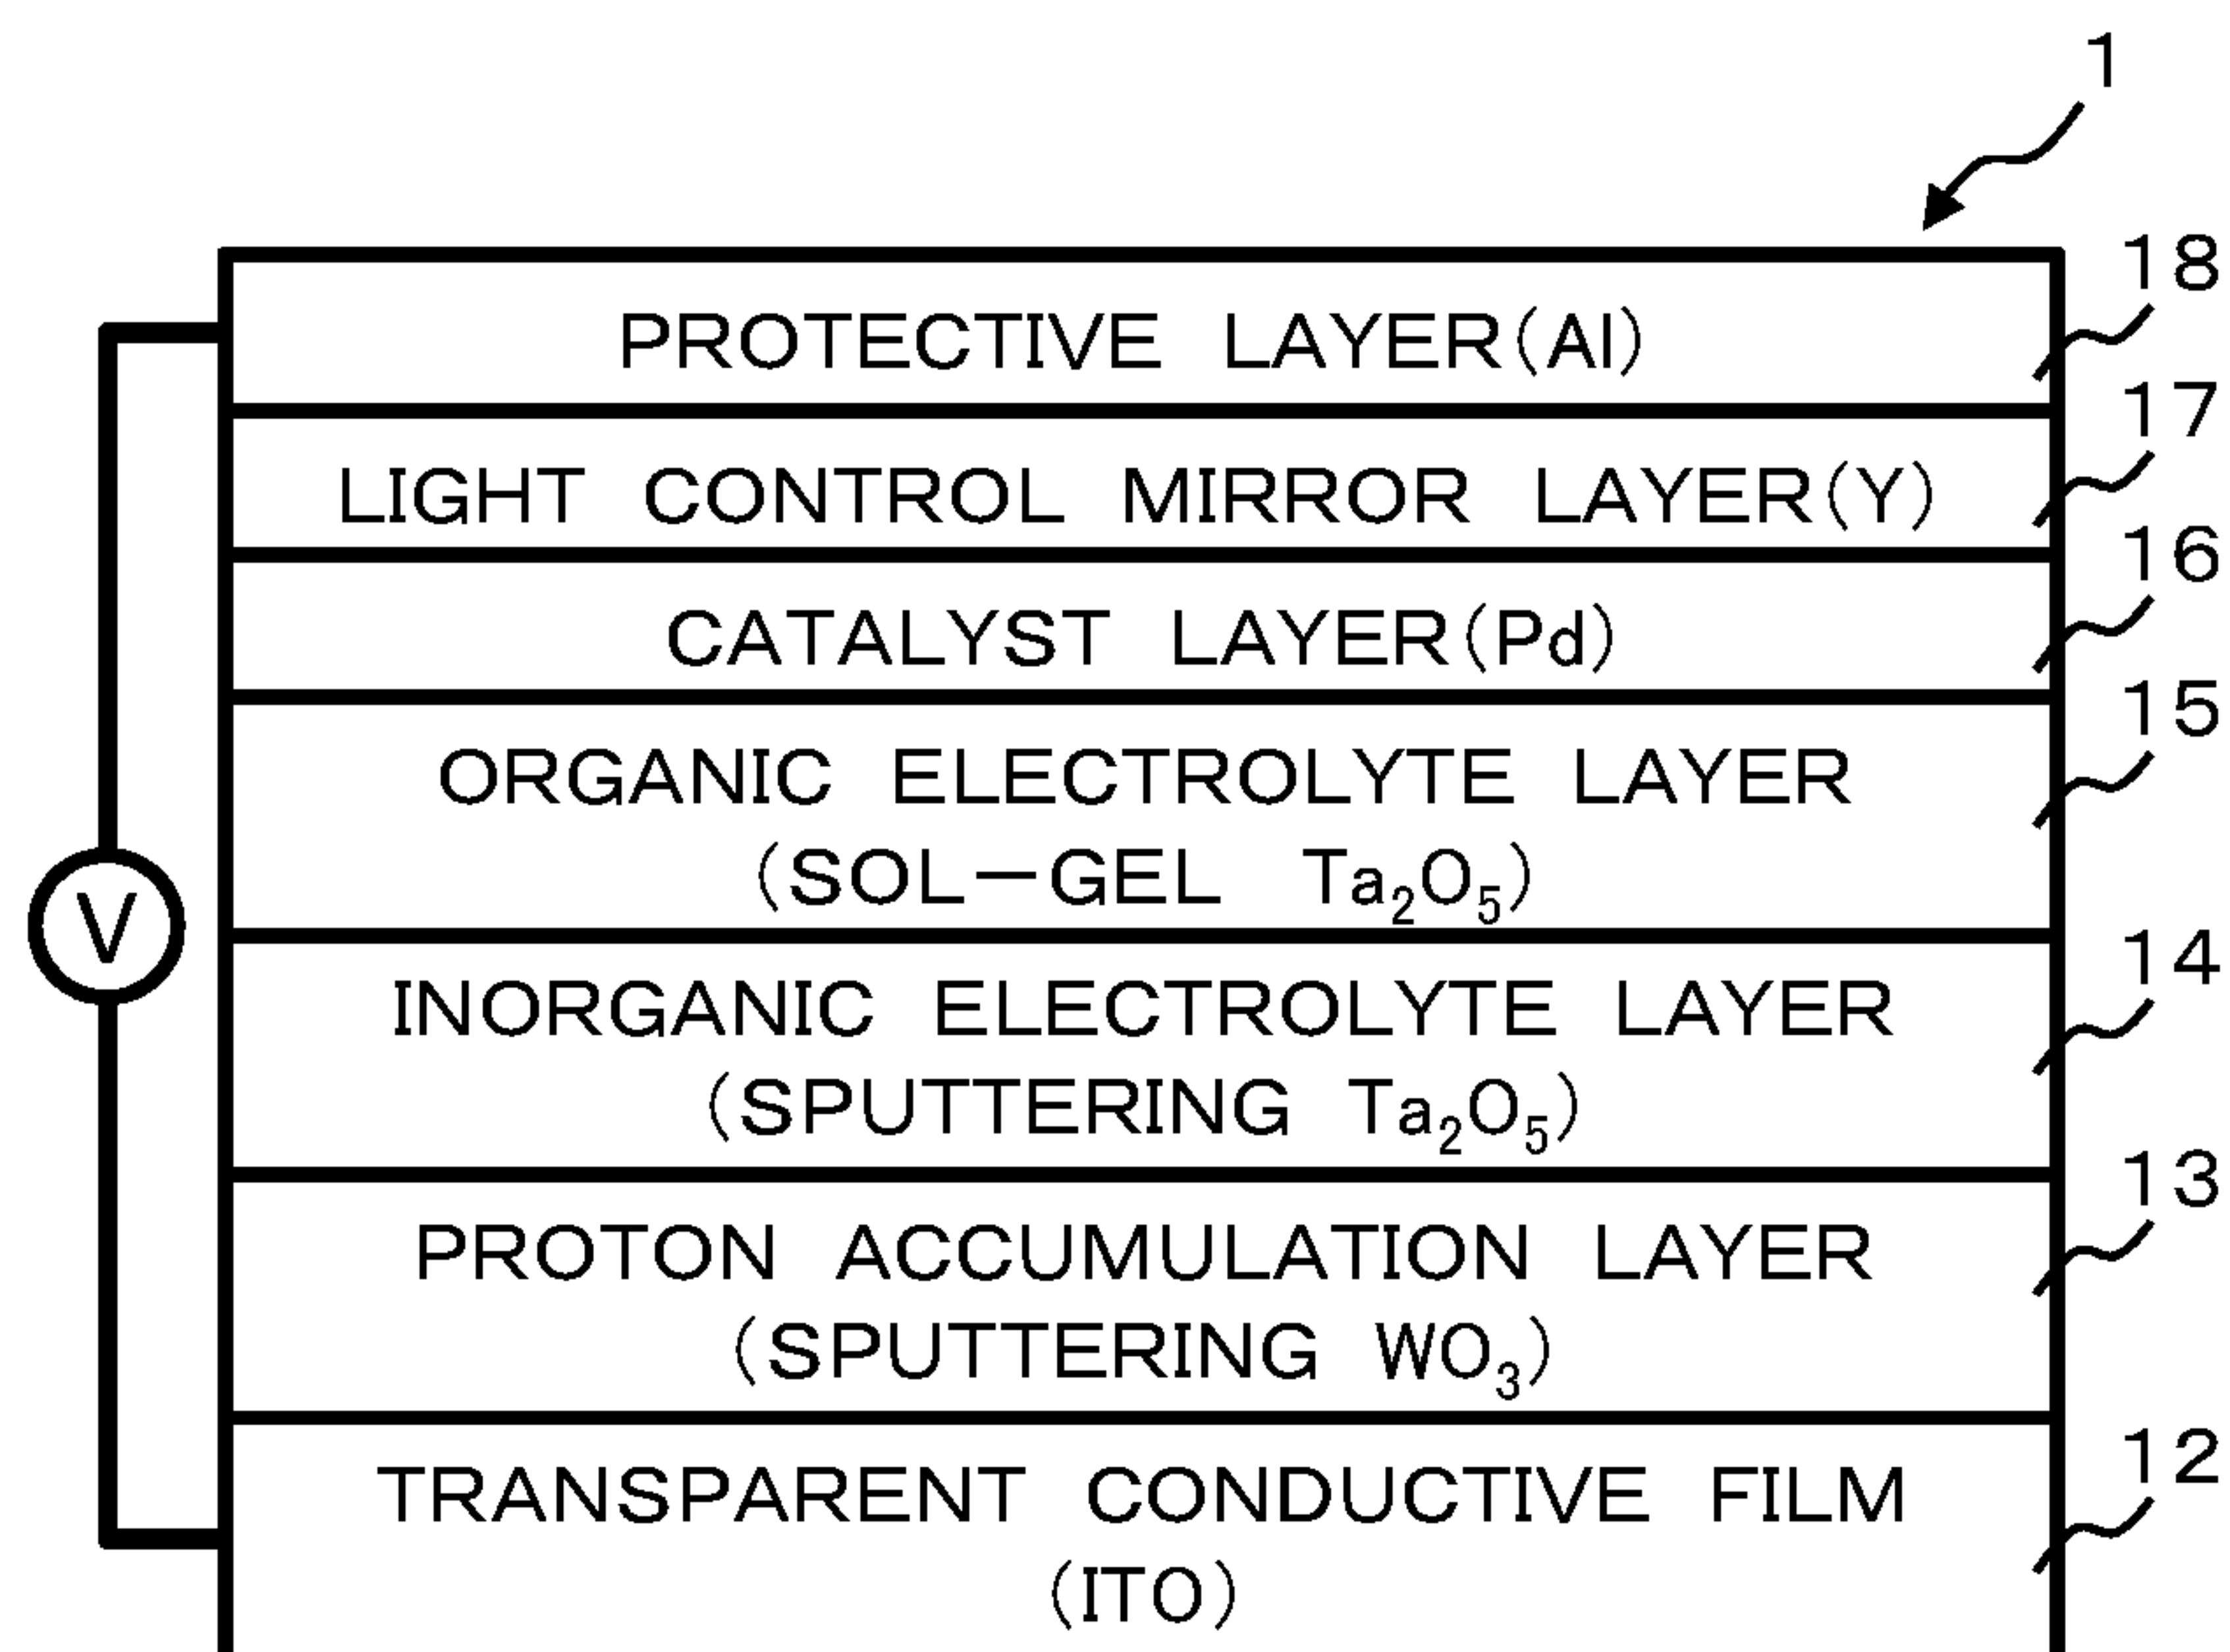 1
18
PROTECTIVE LAYER(Al)
17
LIGHT CONTROL MIRROR LAYER(Y)
16
CATALYST LAYER(Pd)
15
ORGANIC ELECTROLYTE LAYER
(SOL-GEL Ta₂O₅)
V
14
INORGANIC ELECTROLYTE LAYER
(SPUTTERING Ta₂O₅)
13
PROTON ACCUMULATION LAYER
(SPUTTERING WO₃)
12
TRANSPARENT CONDUCTIVE FILM
(ITO)